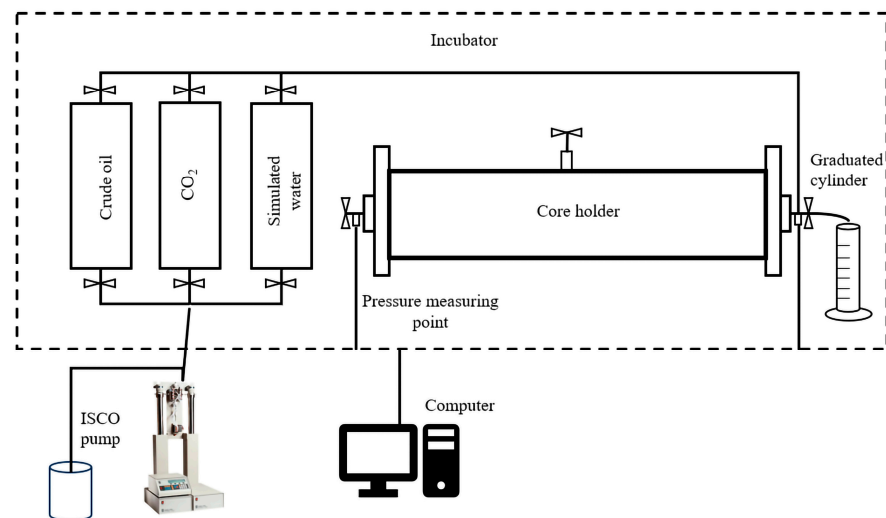 Incubator
Crude oil
CO₂
Simulated
water
Core holder
Graduated
cylinder
Pressure measuring
point
ISCO
pump
Computer